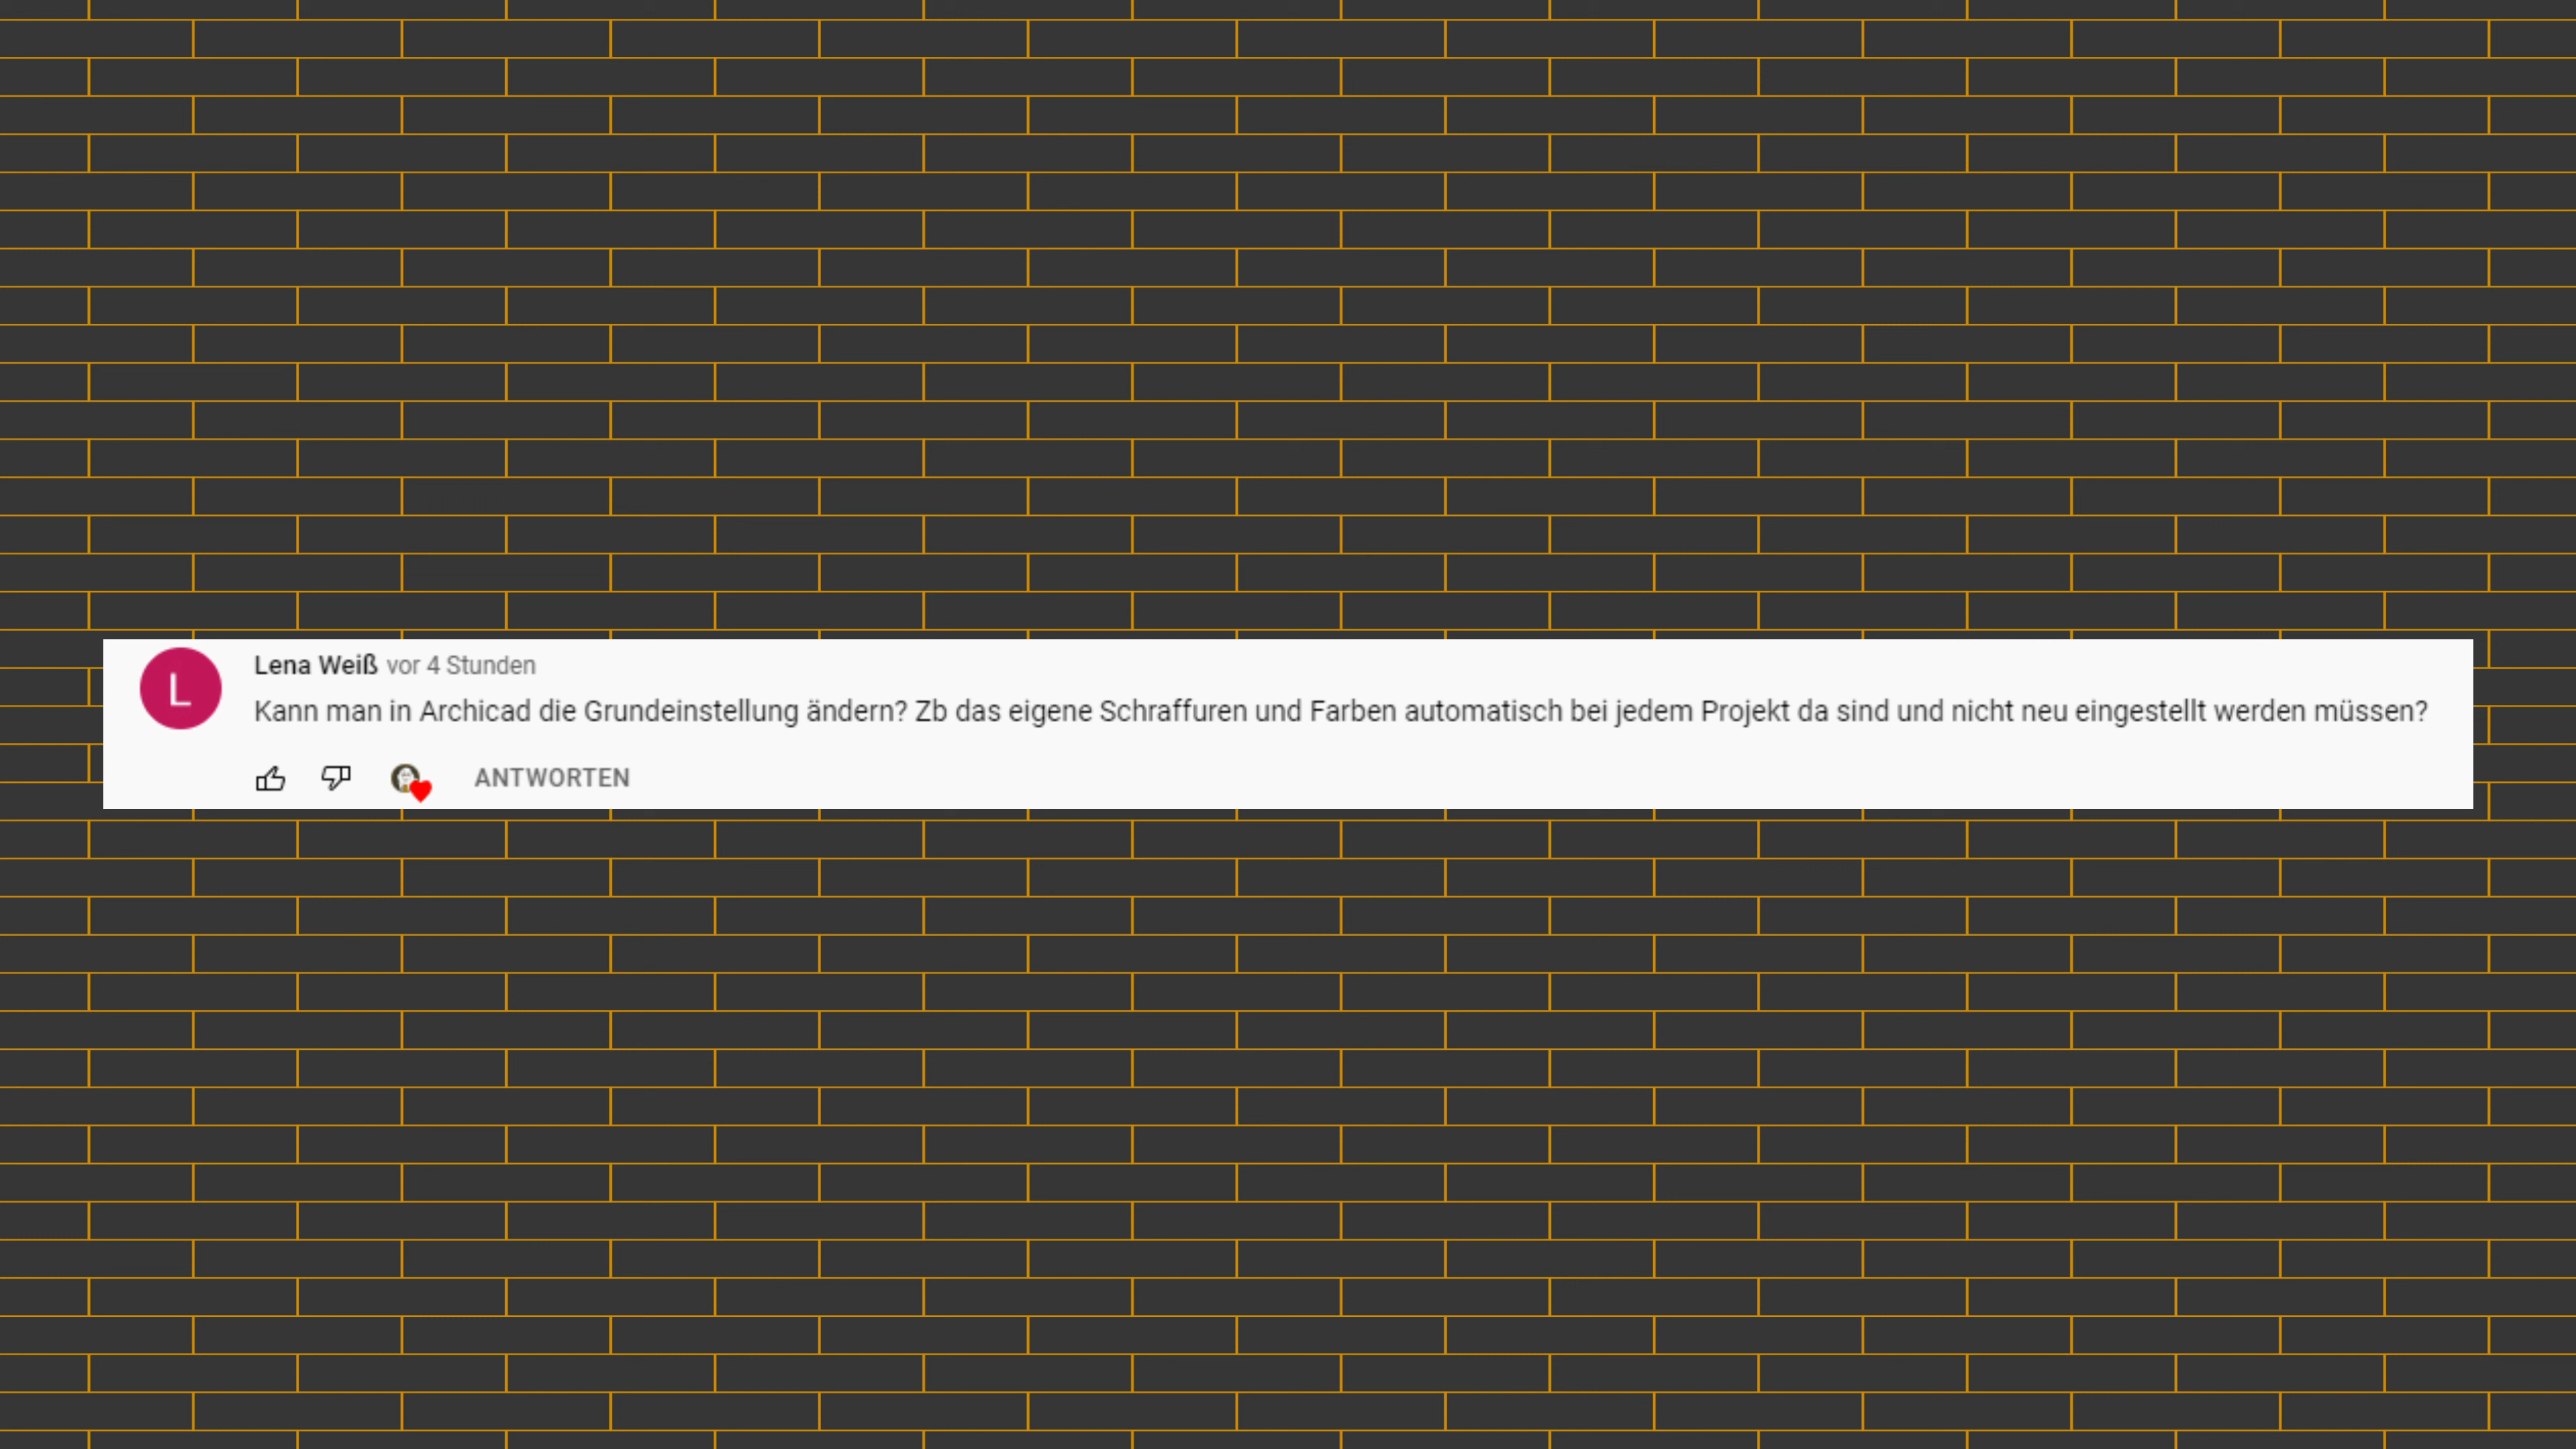 L
Lena Weiß vor 4 Stunden
Kann man in Archicad die Grundeinstellung ändern? Zb das eigene Schraffuren und Farben automatisch bei jedem Projekt da sind und nicht neu eingestellt werden müssen?
ANTWORTEN